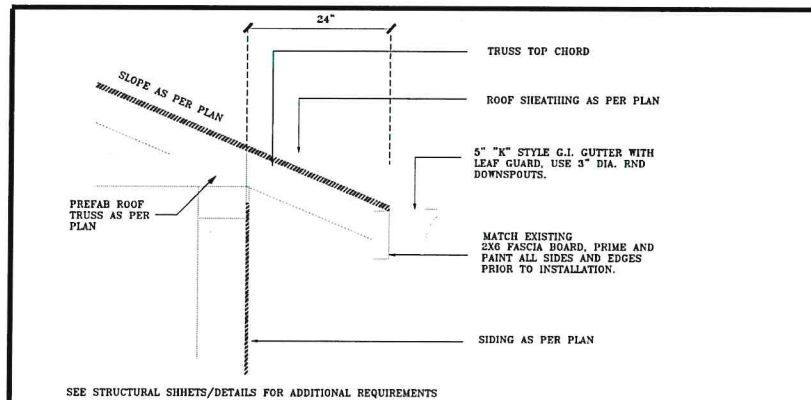 24"
TRUSS TOP CHORD
SLOPE AS PER PLAN
ROOF SHEATHING AS PER PLAN
5" "K" STYLE G.I. GUTTER WITH
LEAF GUARD, USE 3" DIA. RND
DOWNSPOUTS.
PREFAB ROOF
TRUSS AS PER
PLAN
MATCH EXISTING
2X6 FASCIA BOARD, PRIME AND
PAINT ALL SIDES AND EDGES
PRIOR TO INSTALLATION.
SIDING AS PER PLAN
SEE STRUCTURAL SHHETS/DETAILS FOR ADDITIONAL REQUIREMENTS